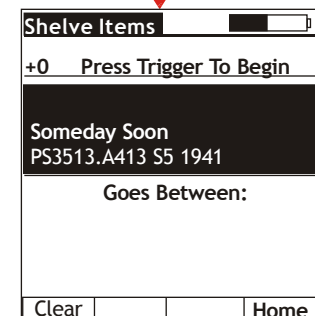 Shelve Items
+0 Press Trigger To Begin
Someday Soon
PS3513.A413 S5 1941
Goes Between:
Clear Home